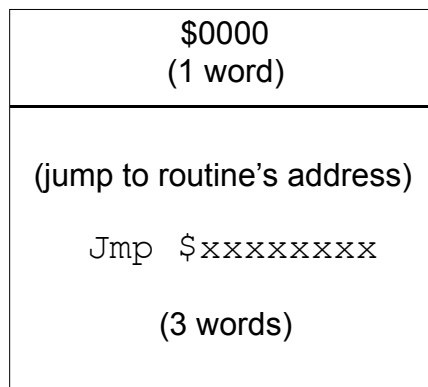 $0000
(1 word)
(jump to routine’s address)
Jmp $xxxxxxxx
(3 words)